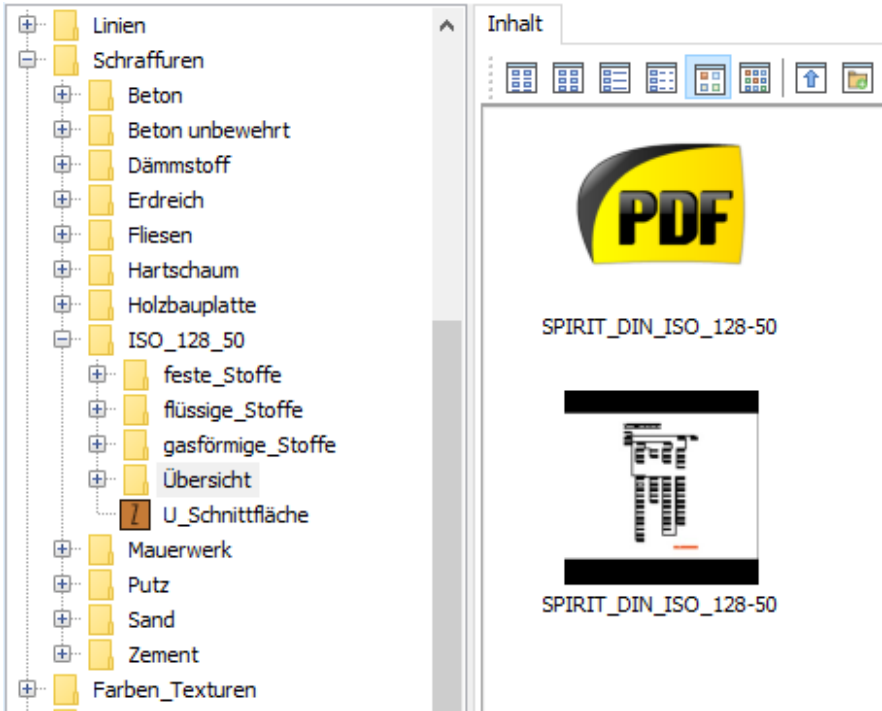 Linien
Schraffuren
Beton
Beton unbewehrt
Dämmstoff
Erdreich
Fliesen
Hartschaum
Holzbauplatte
ISO_128_50
feste_Stoffe
flüssige_Stoffe
gasförmige_Stoffe
Übersicht
U_Schnittfläche
Mauerwerk
Putz
Sand
Zement
Farben_Texturen
Inhalt
PDF
SPIRIT_DIN_ISO_128-50
SPIRIT_DIN_ISO_128-50